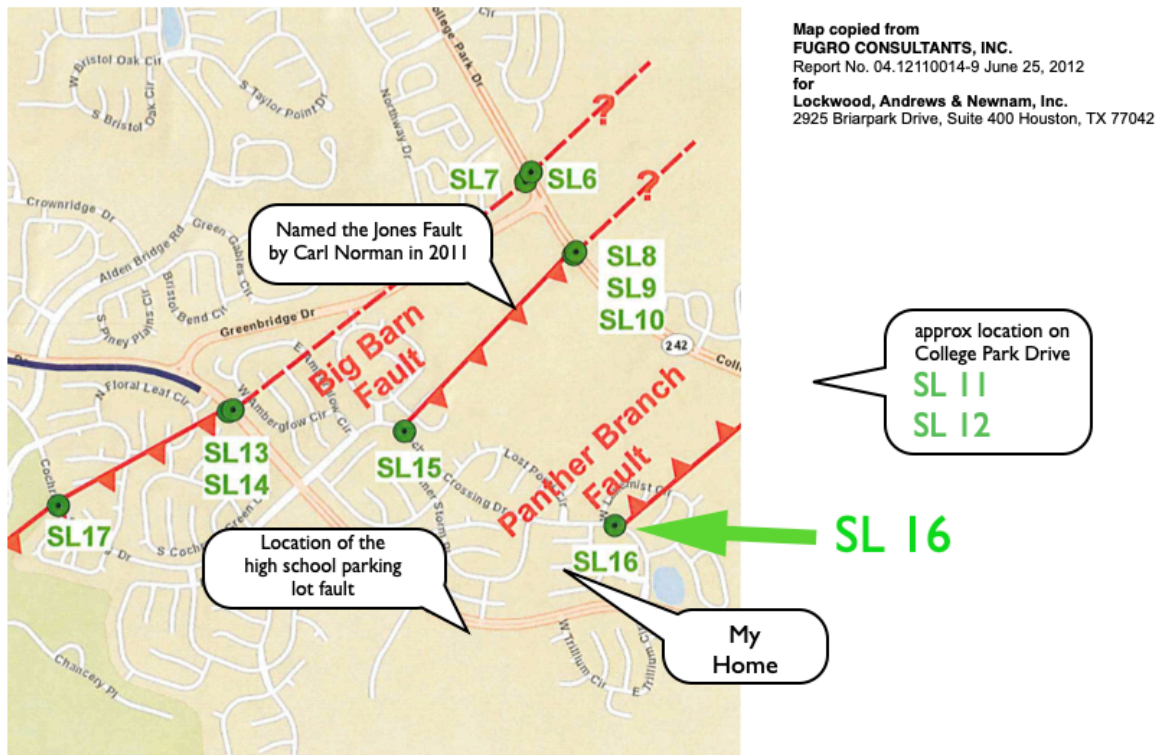 Map copied from
FUGRO CONSULTANTS, INC.
Report No. 04.12110014-9 June 25, 2012
for
Lockwood, Andrews & Newnam, Inc.
2925 Briarpark Drive, Suite 400 Houston, TX 77042
W Bristol Oak Cir
S Bristol Oak Cir
S Taylor Point Dr
College Park Dr
Northway Dr
?
SL7
SL6
?
Crownridge Dr
Alden Bridge Rd
Green Gables Cir
Bristol Bend Cir
S Piney Plains Cir
Named the Jones Fault
by Carl Norman in 2011
SL8
SL9
SL10
Greenbridge Dr
242
approx location on
College Park Drive
SL 11
SL 12
Big Barn
Fault
N Floral Leaf Cir
W Amberglow Cir
SL13
SL14
SL15
Panther Branch
Fault
Lost Pond Cir
Crossing Dr
SL17
SL16
SL 16
Location of the
high school parking
lot fault
My
Home
W Trillium Cir
E Trillium Cir
Chancery Pl